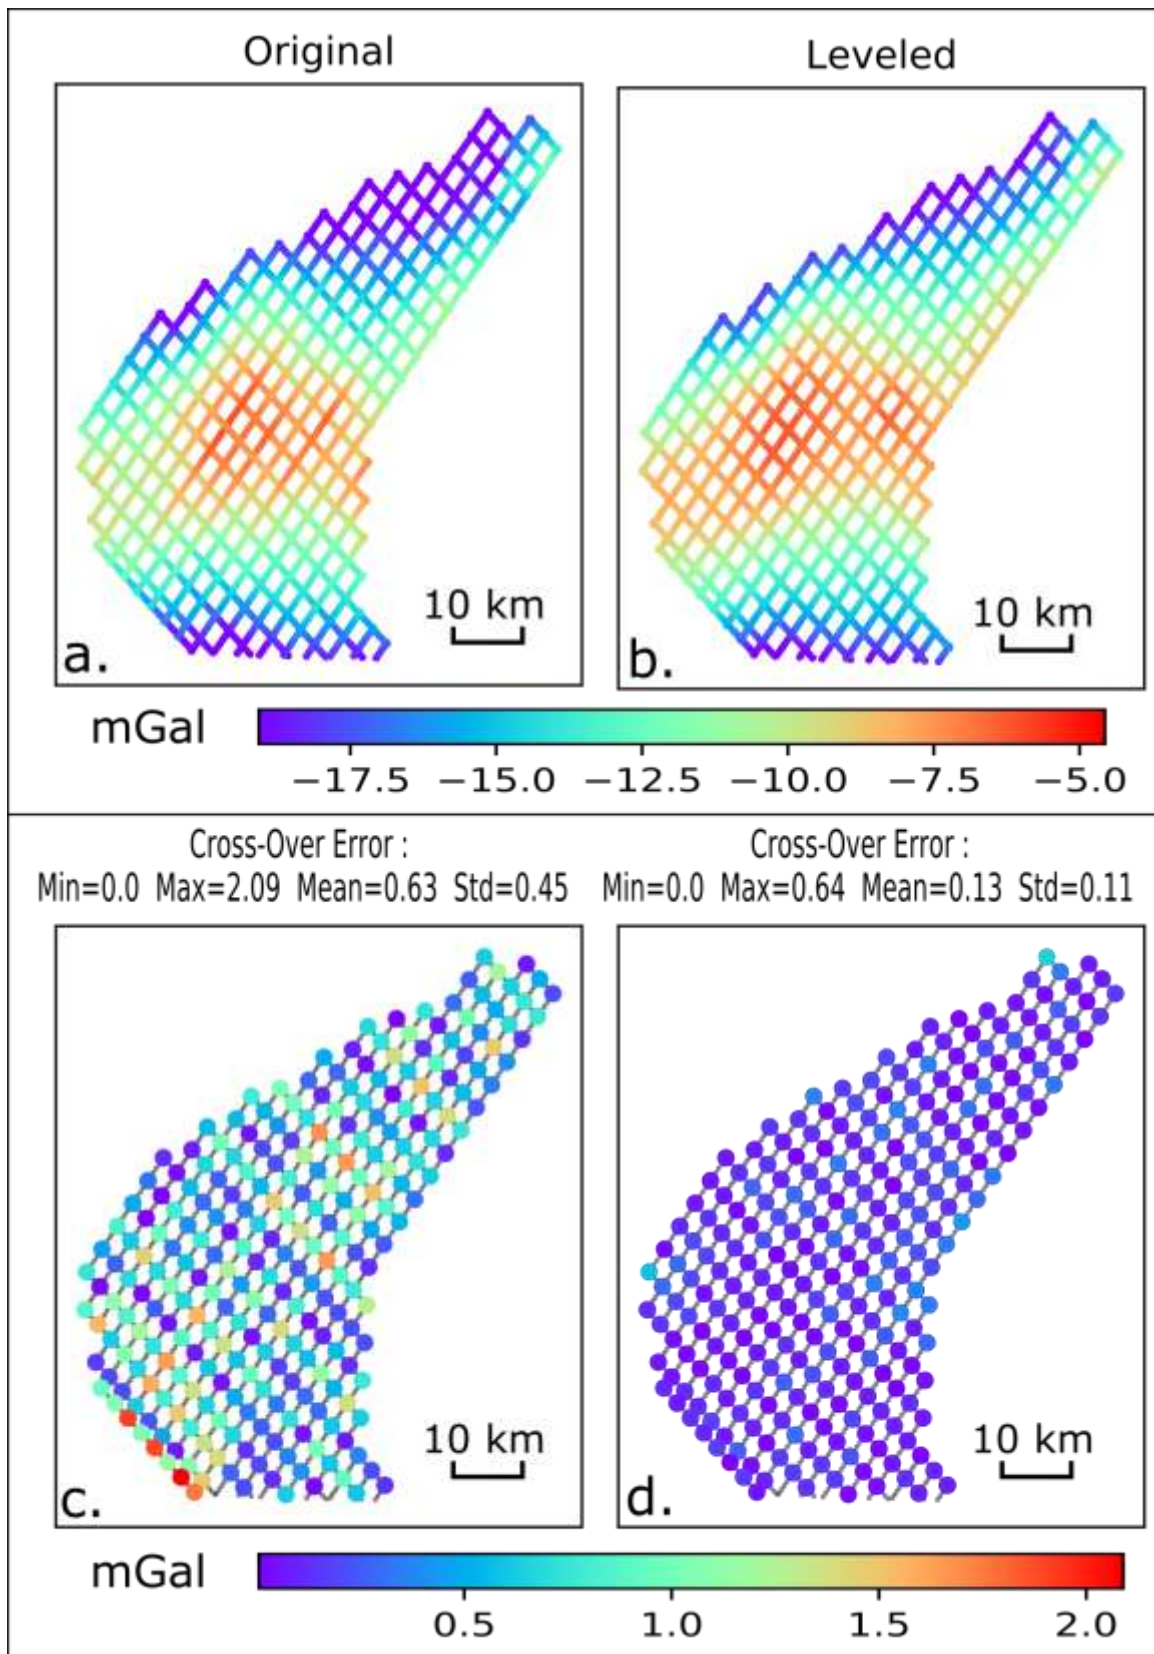 Original Leveled
10 km 10 km
a. b.
mGal
−17.5 −15.0 −12.5 −10.0 −7.5 −5.0
Cross-Over Error : Cross-Over Error :
Min=0.0 Max=2.09 Mean=0.63 Std=0.45 Min=0.0 Max=0.64 Mean=0.13 Std=0.11
10 km 10 km
c. d.
mGal
0.5 1.0 1.5 2.0